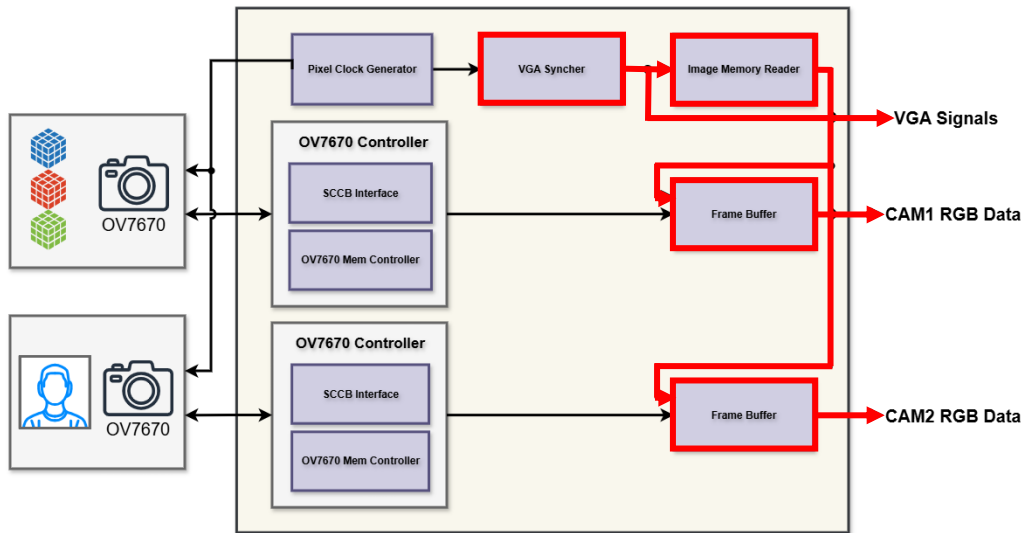 Pixel Clock Generator
VGA Syncher
Image Memory Reader
VGA Signals
OV7670 Controller
SCCB Interface
OV7670 Mem Controller
OV7670
Frame Buffer
CAM1 RGB Data
OV7670 Controller
SCCB Interface
OV7670 Mem Controller
OV7670
Frame Buffer
CAM2 RGB Data